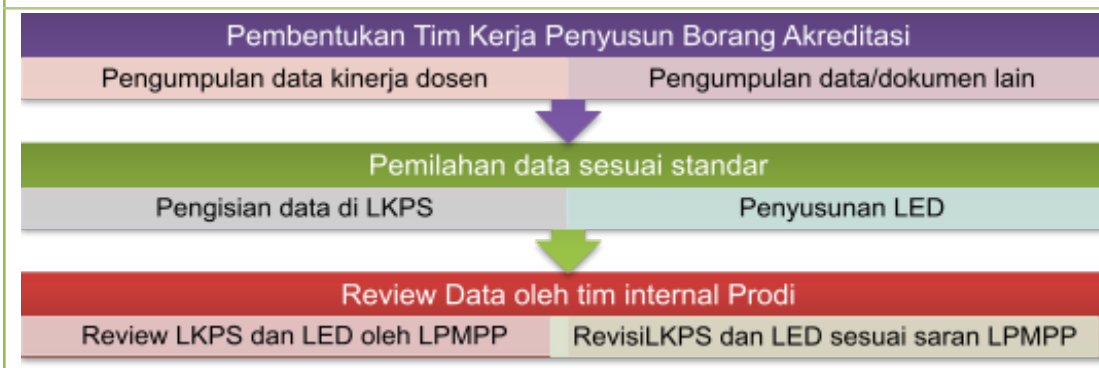 Pembentukan Tim Kerja Penyusun Borang Akreditasi
Pengumpulan data kinerja dosen
Pengumpulan data/dokumen lain
Pemilahan data sesuai standar
Pengisian data di LKPS
Penyusunan LED
Review Data oleh tim internal Prodi
Review LKPS dan LED oleh LPMPP
RevisiLKPS dan LED sesuai saran LPMPP